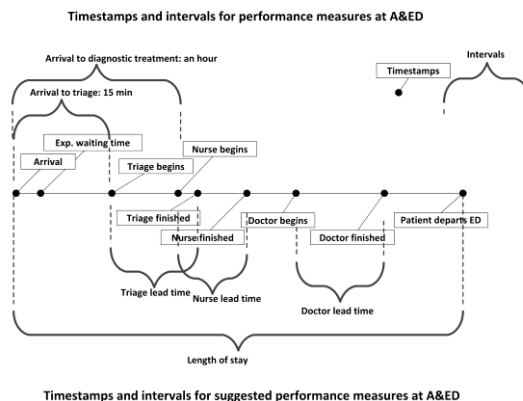 Timestamps and intervals for performance measures at A&ED
Arrival to diagnostic treatment: an hour
Intervals
Timestamps
Arrival to triage: 15 min
Exp. waiting time
Nurse begins
Arrival
Triage begins
Triage finished
Doctor begins
Patient departs ED
Nurse finished
Doctor finished
Triage lead time
Nurse lead time
Doctor lead time
Length of stay
Timestamps and intervals for suggested performance measures at A&ED